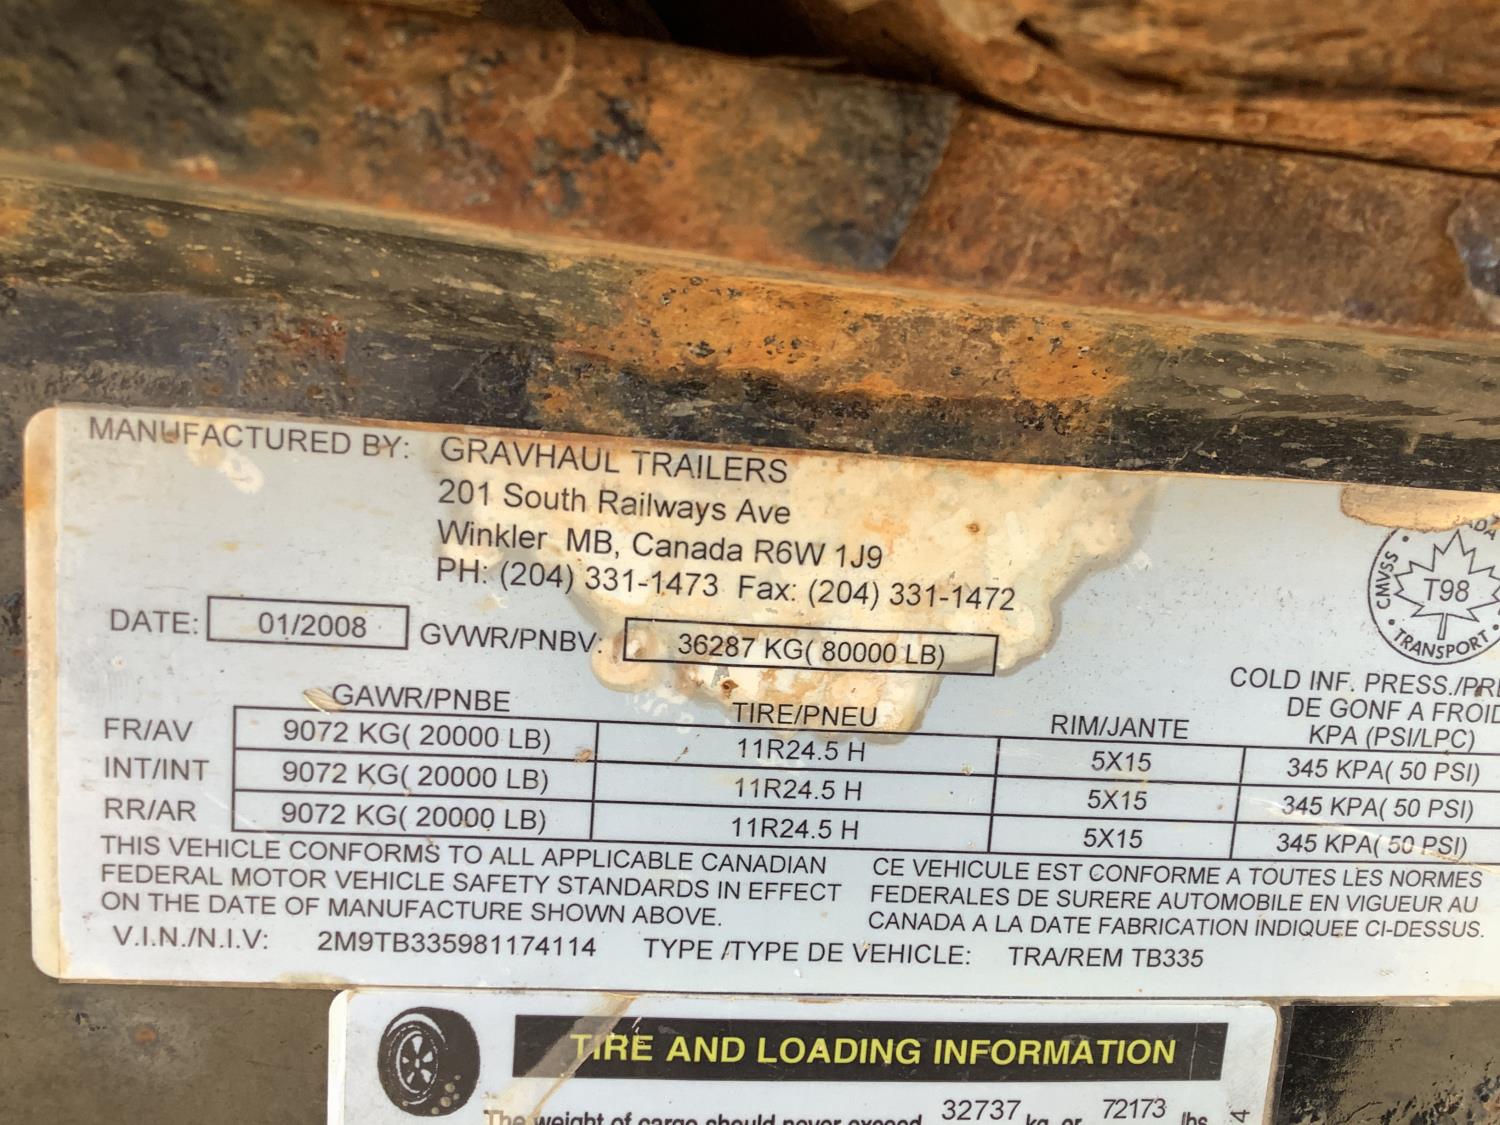 MANUFACTURED BY: GRAVHAUL TRAILERS
201 South Railways Ave
Winkler MB, Canada R6W 1J9
PH: (204) 331-1473 Fax: (204) 331-1472
DATE: 01/2008 GVWR/PNBV: 36287 KG( 80000 LB)
CMVSS • T98 • TRANSPORT •
GAWR/PNBE TIRE/PNEU RIM/JANTE COLD INF. PRESS./PR
DE GONF A FROID
KPA (PSI/LPC)
FR/AV 9072 KG( 20000 LB) 11R24.5 H 5X15 345 KPA( 50 PSI)
INT/INT 9072 KG( 20000 LB) 11R24.5 H 5X15 345 KPA( 50 PSI)
RR/AR 9072 KG( 20000 LB) 11R24.5 H 5X15 345 KPA( 50 PSI)
THIS VEHICLE CONFORMS TO ALL APPLICABLE CANADIAN
FEDERAL MOTOR VEHICLE SAFETY STANDARDS IN EFFECT
ON THE DATE OF MANUFACTURE SHOWN ABOVE.
CE VEHICULE EST CONFORME A TOUTES LES NORMES
FEDERALES DE SURERE AUTOMOBILE EN VIGUEUR AU
CANADA A LA DATE FABRICATION INDIQUEE CI-DESSUS.
V.I.N./N.I.V: 2M9TB335981174114 TYPE /TYPE DE VEHICLE: TRA/REM TB335
TIRE AND LOADING INFORMATION
The weight of cargo should never exceed 32737 kg or 72173 lbs